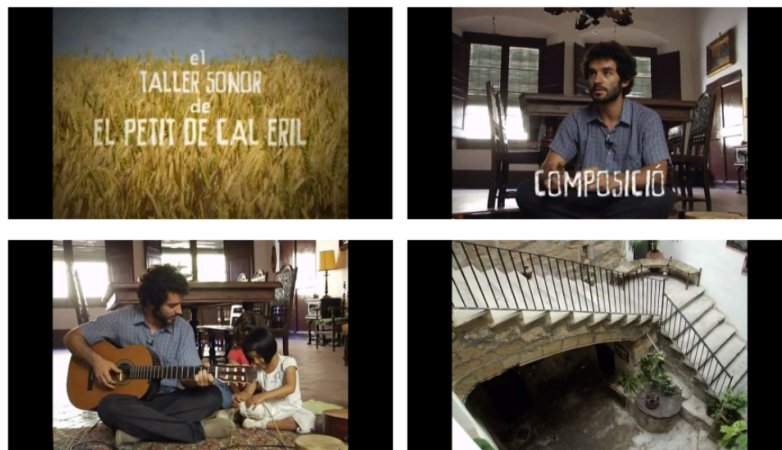 el
TALLER SONOR
de
EL PETIT DE CAL ERIL
COMPOSICIÓ